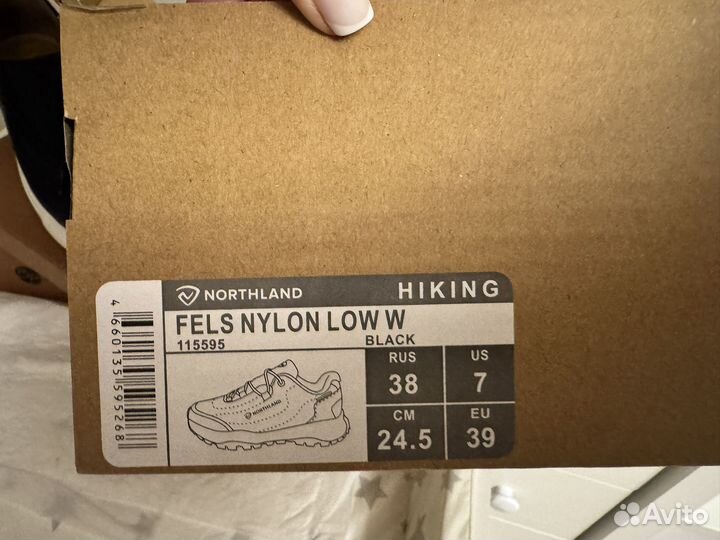 NORTHLAND HIKING
FELS NYLON LOW W
115595 BLACK
RUS US
38 7
CM EU
24.5 39
NORTHLAND
4 660135 595268
Avito